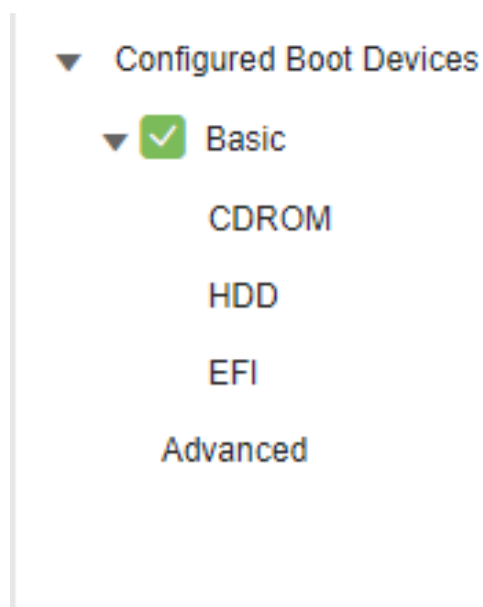 Configured Boot Devices
Basic
CDROM
HDD
EFI
Advanced